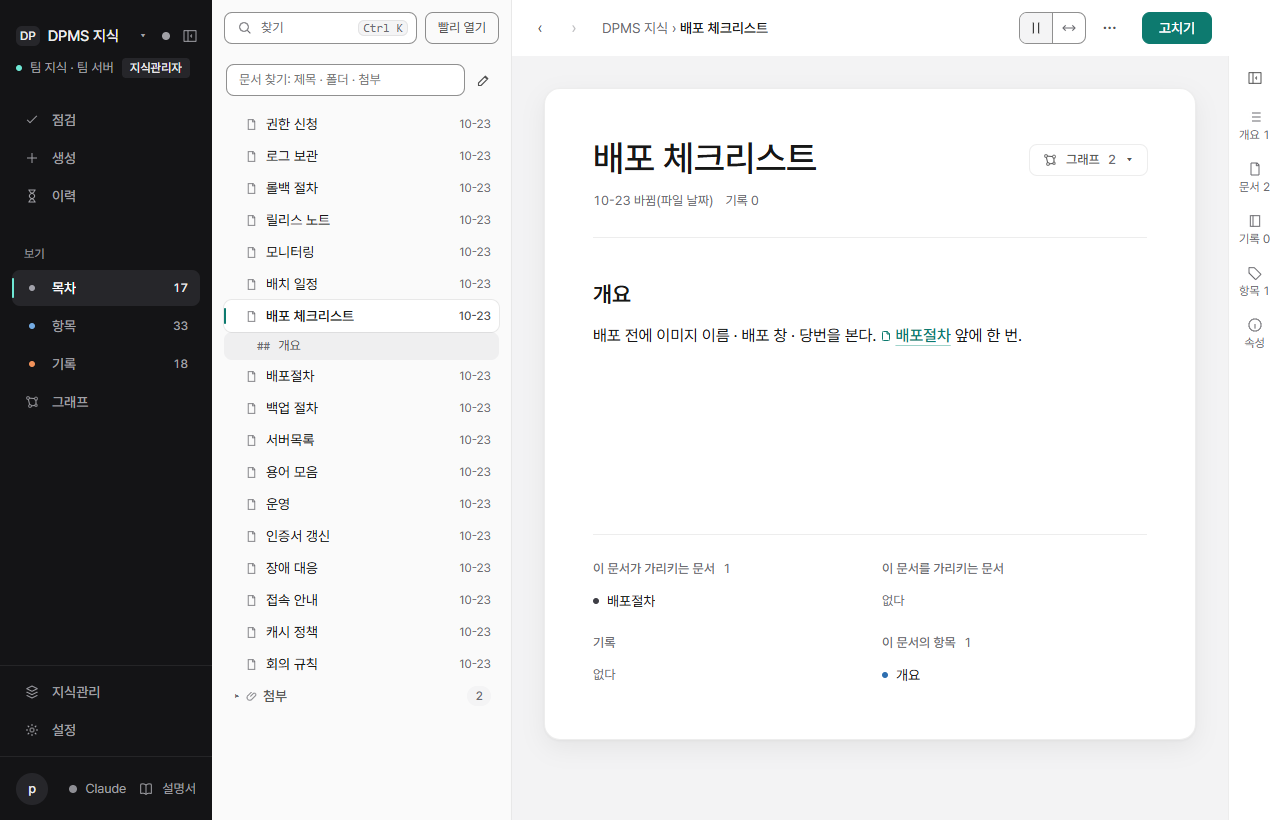 DP DPMS 지식
팀 지식 · 팀 서버 지식관리자
점검
생성
이력
보기
목차 17
항목 33
기록 18
그래프
지식관리
설정
p Claude 설명서
찾기 Ctrl K 빨리 열기
문서 찾기: 제목 · 폴더 · 첨부
권한 신청 10-23
로그 보관 10-23
롤백 절차 10-23
릴리스 노트 10-23
모니터링 10-23
배치 일정 10-23
배포 체크리스트 10-23
## 개요
배포절차 10-23
백업 절차 10-23
서버목록 10-23
용어 모음 10-23
운영 10-23
인증서 갱신 10-23
장애 대응 10-23
접속 안내 10-23
캐시 정책 10-23
회의 규칙 10-23
첨부 2
‹ › DPMS 지식 › 배포 체크리스트 고치기
배포 체크리스트
그래프 2
10-23 바뀜(파일 날짜) 기록 0
개요
배포 전에 이미지 이름 · 배포 창 · 당번을 본다. 배포절차 앞에 한 번.
이 문서가 가리키는 문서 1
배포절차
이 문서를 가리키는 문서
없다
기록
없다
이 문서의 항목 1
개요
개요 1
문서 2
기록 0
항목 1
속성